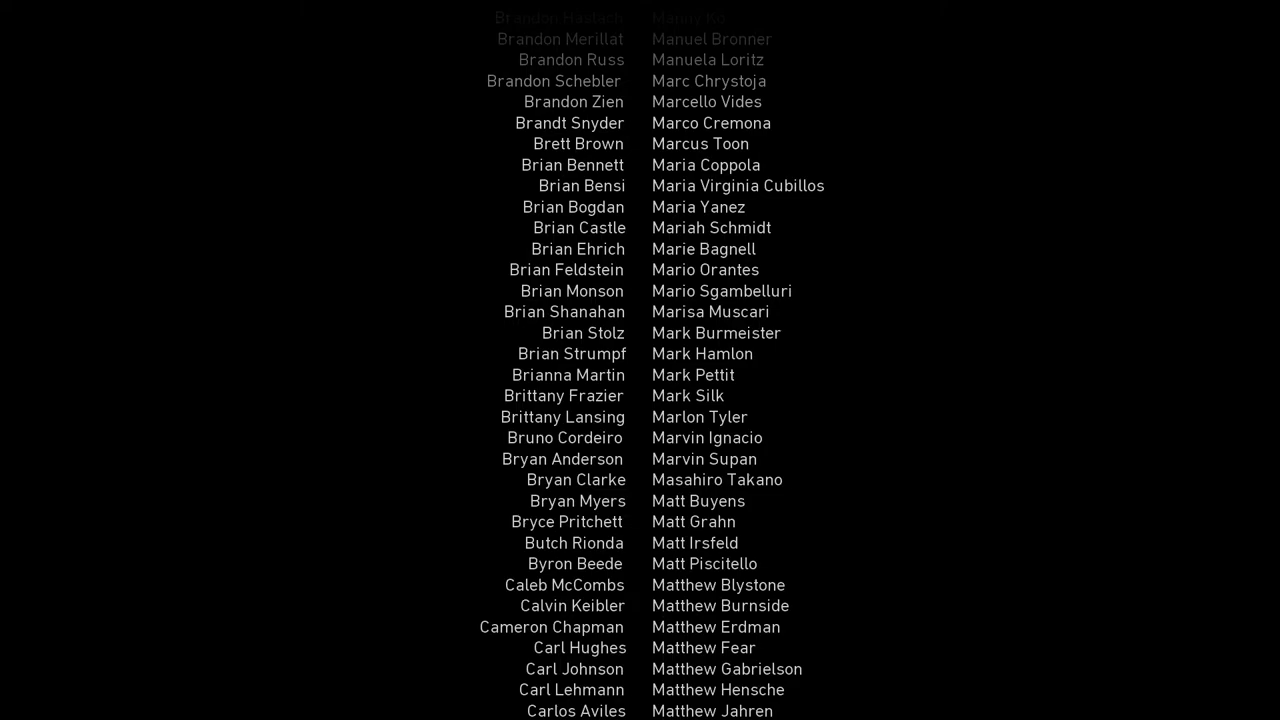 Brandon Haslach Manny Ko
Brandon Merillat Manuel Bronner
Brandon Russ Manuela Loritz
Brandon Schebler Marc Chrystoja
Brandon Zien Marcello Vides
Brandt Snyder Marco Cremona
Brett Brown Marcus Toon
Brian Bennett Maria Coppola
Brian Bensi Maria Virginia Cubillos
Brian Bogdan Maria Yanez
Brian Castle Mariah Schmidt
Brian Ehrich Marie Bagnell
Brian Feldstein Mario Orantes
Brian Monson Mario Sgambelluri
Brian Shanahan Marisa Muscari
Brian Stolz Mark Burmeister
Brian Strumpf Mark Hamlon
Brianna Martin Mark Pettit
Brittany Frazier Mark Silk
Brittany Lansing Marlon Tyler
Bruno Cordeiro Marvin Ignacio
Bryan Anderson Marvin Supan
Bryan Clarke Masahiro Takano
Bryan Myers Matt Buyens
Bryce Pritchett Matt Grahn
Butch Rionda Matt Irsfeld
Byron Beede Matt Piscitello
Caleb McCombs Matthew Blystone
Calvin Keibler Matthew Burnside
Cameron Chapman Matthew Erdman
Carl Hughes Matthew Fear
Carl Johnson Matthew Gabrielson
Carl Lehmann Matthew Hensche
Carlos Aviles Matthew Jahren